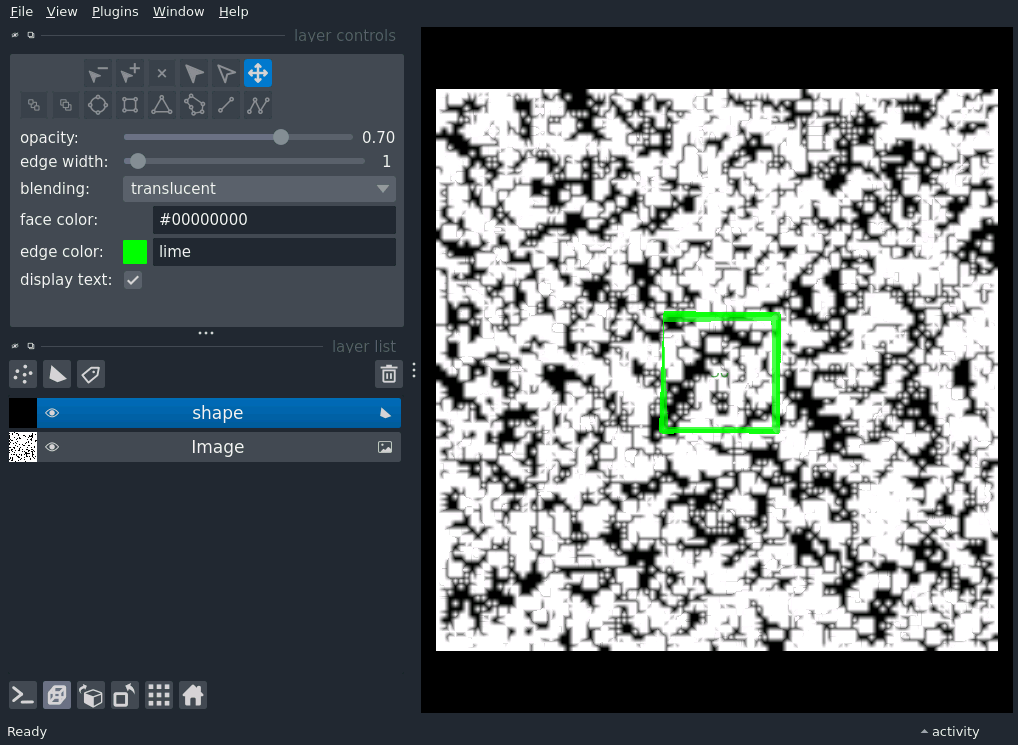 File View Plugins Window Help
layer controls
opacity: 0.70
edge width: 1
blending: translucent
face color: #00000000
edge color: lime
display text:
layer list
shape
Image
Ready
activity